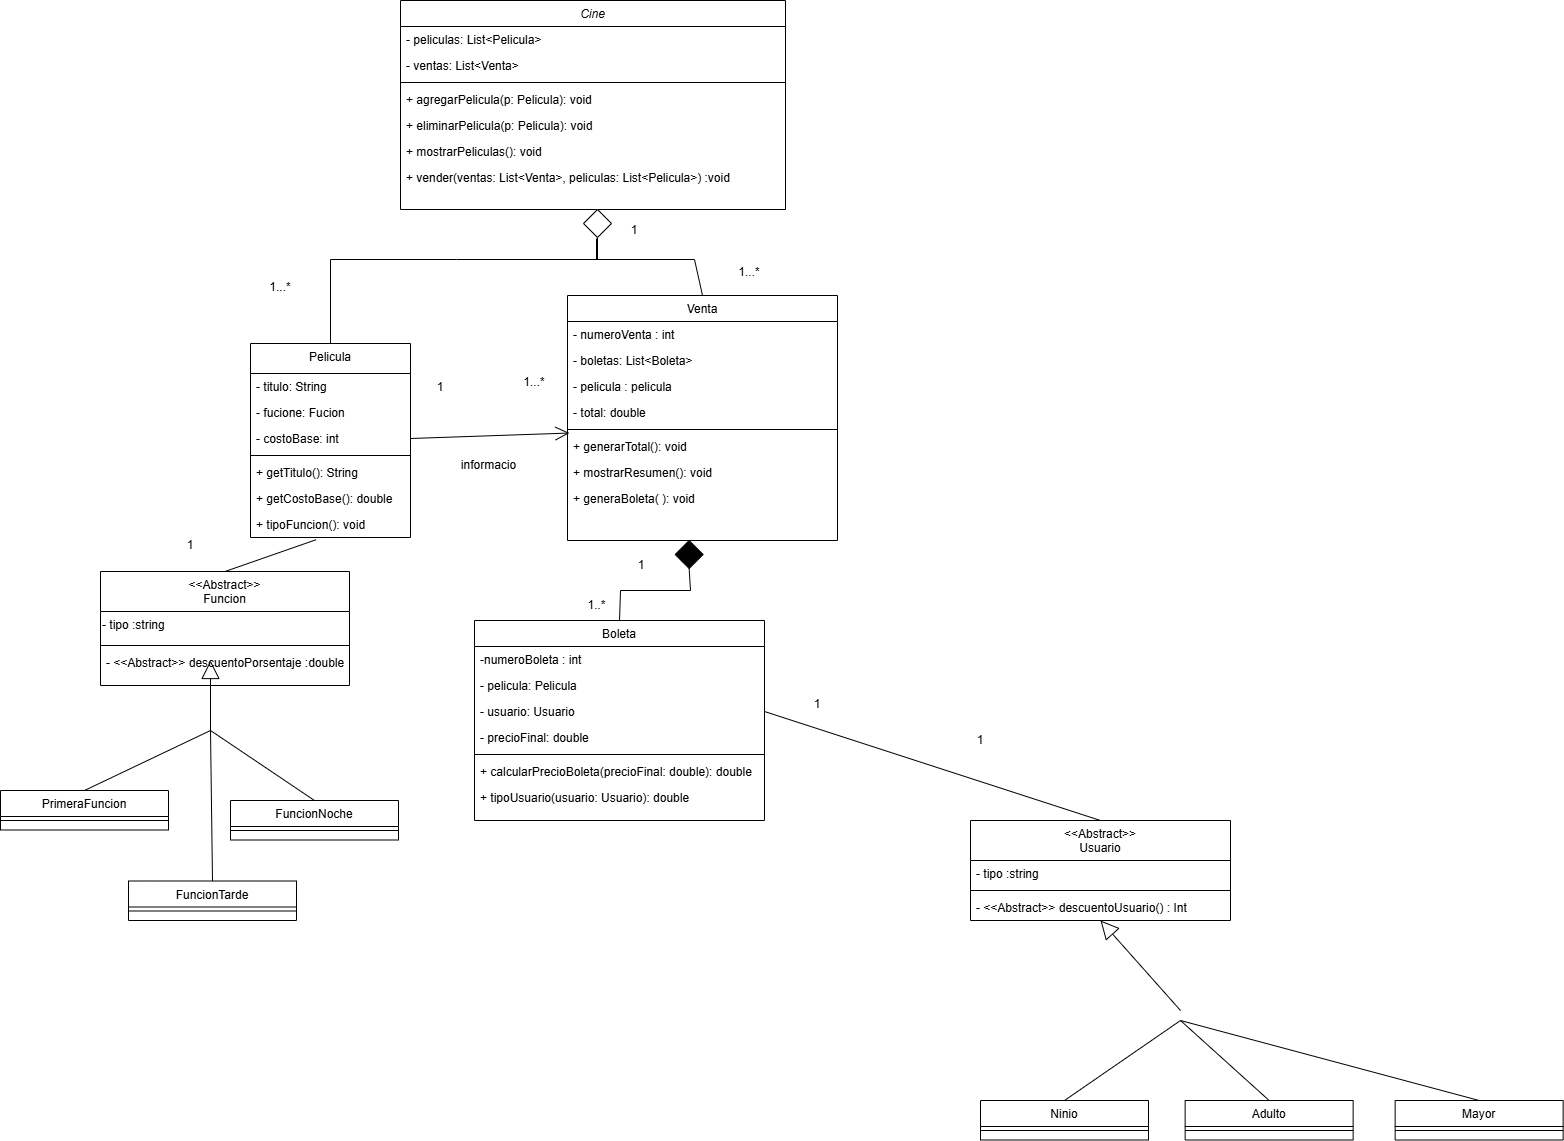 Cine
- peliculas: List<Pelicula>
- ventas: List<Venta>
+ agregarPelicula(p: Pelicula): void
+ eliminarPelicula(p: Pelicula): void
+ mostrarPeliculas(): void
+ vender(ventas: List<Venta>, peliculas: List<Pelicula>) :void
1
1...*
1...*
Pelicula
- titulo: String
- fucione: Fucion
- costoBase: int
+ getTitulo(): String
+ getCostoBase(): double
+ tipoFuncion(): void
1
1...*
informacio
Venta
- numeroVenta : int
- boletas: List<Boleta>
- pelicula : pelicula
- total: double
+ generarTotal(): void
+ mostrarResumen(): void
+ generaBoleta( ): void
1
<<Abstract>>
Funcion
- tipo :string
- <<Abstract>> descuentoPorsentaje :double
PrimeraFuncion
FuncionNoche
FuncionTarde
1
1..*
Boleta
-numeroBoleta : int
- pelicula: Pelicula
- usuario: Usuario
- precioFinal: double
+ calcularPrecioBoleta(precioFinal: double): double
+ tipoUsuario(usuario: Usuario): double
1
1
<<Abstract>>
Usuario
- tipo :string
- <<Abstract>> descuentoUsuario() : Int
Ninio
Adulto
Mayor